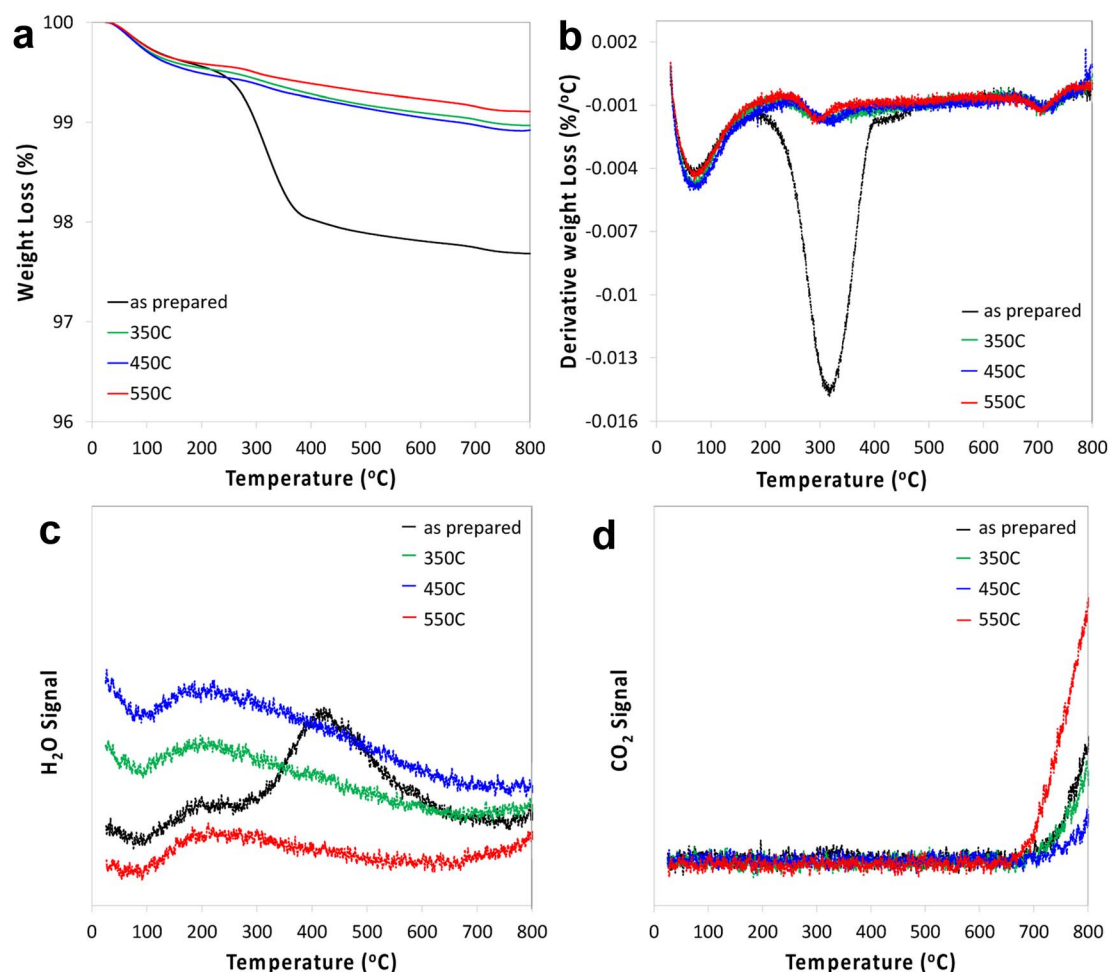 a
100
99
98
97
96
Weight Loss (%)
as prepared
350C
450C
550C
0 100 200 300 400 500 600 700 800
Temperature (°C)
b
0.002
-0.001
-0.004
-0.007
-0.01
-0.013
-0.016
Derivative weight Loss (%/°C)
as prepared
350C
450C
550C
0 100 200 300 400 500 600 700 800
Temperature (°C)
c
as prepared
350C
450C
550C
H₂O Signal
0 100 200 300 400 500 600 700 800
Temperature (°C)
d
as prepared
350C
450C
550C
CO₂ Signal
0 100 200 300 400 500 600 700 800
Temperature (°C)